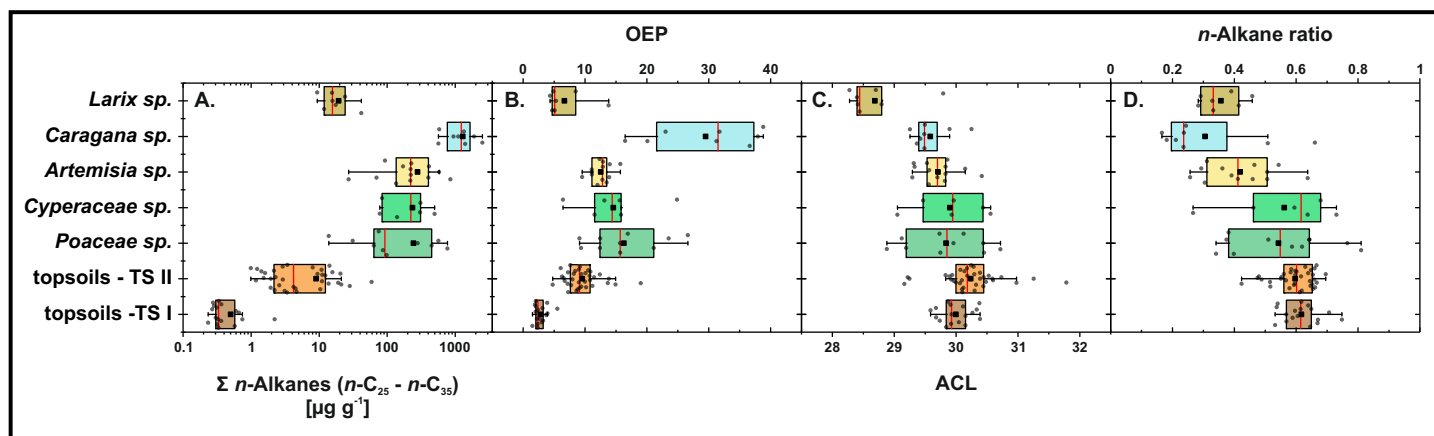 OEP
n-Alkane ratio
0 10 20 30 40
0 0.2 0.4 0.6 0.8 1
A. B. C. D.
Larix sp.
Caragana sp.
Artemisia sp.
Cyperaceae sp.
Poaceae sp.
topsoils - TS II
topsoils -TS I
0.1 1 10 100 1000
28 29 30 31 32
Σ n-Alkanes (n-C25 - n-C35)
[µg g-1]
ACL